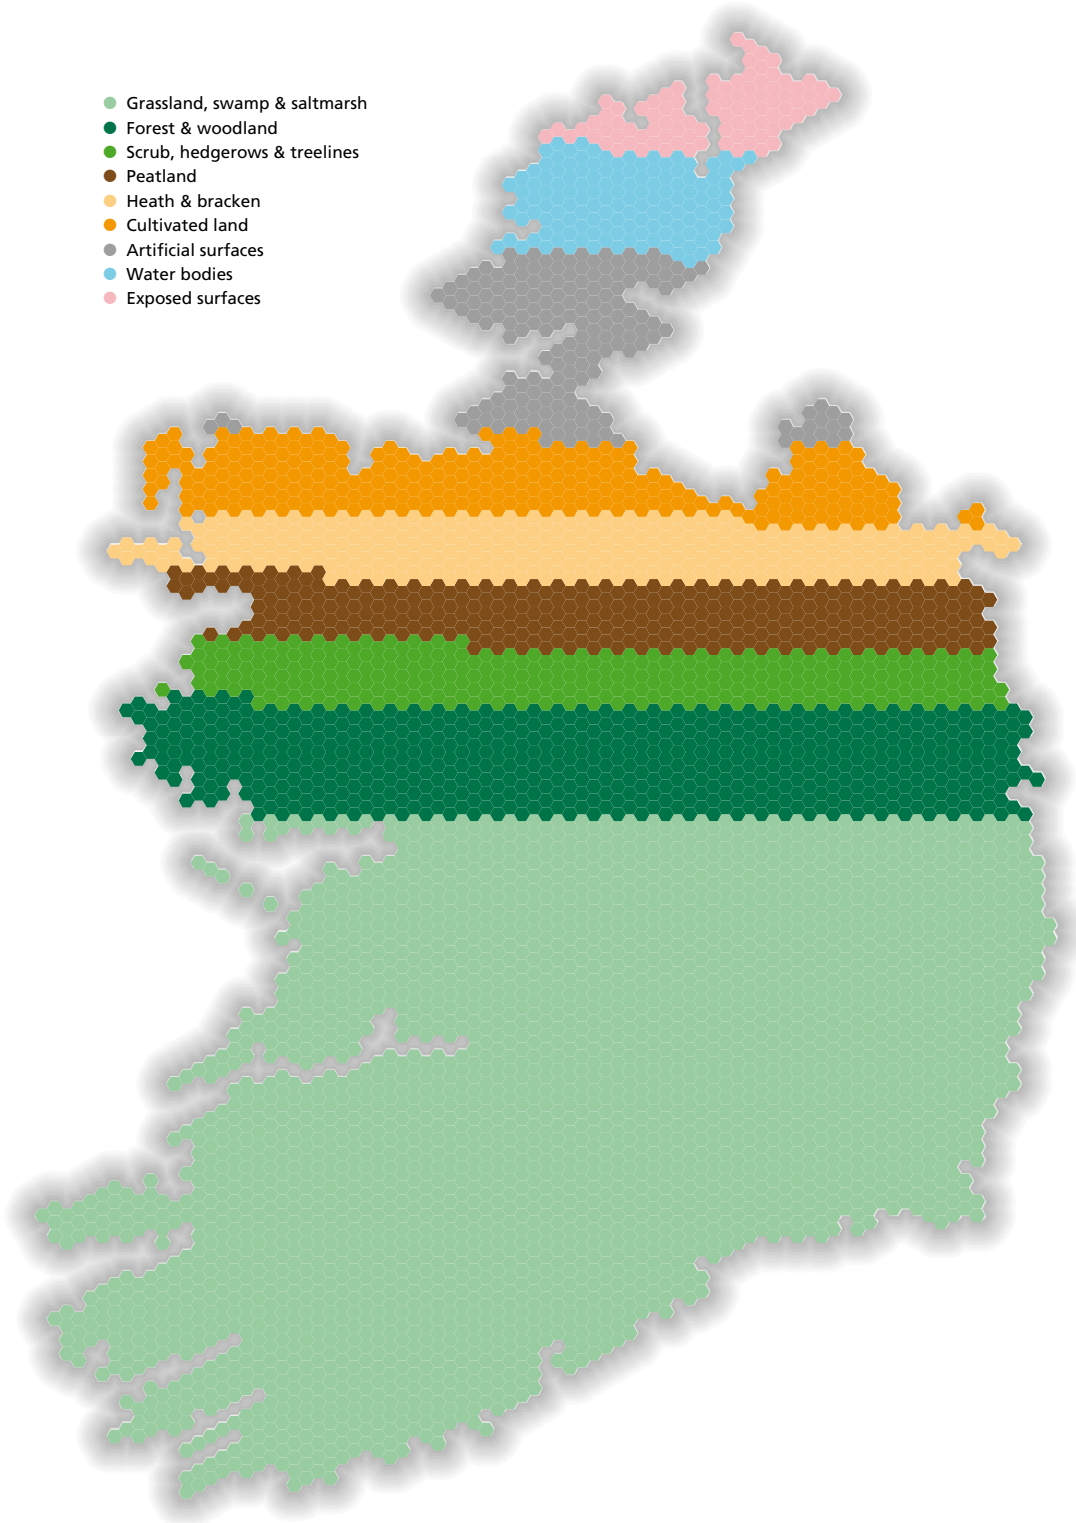 Grassland, swamp & saltmarsh
Forest & woodland
Scrub, hedgerows & treelines
Peatland
Heath & bracken
Cultivated land
Artificial surfaces
Water bodies
Exposed surfaces